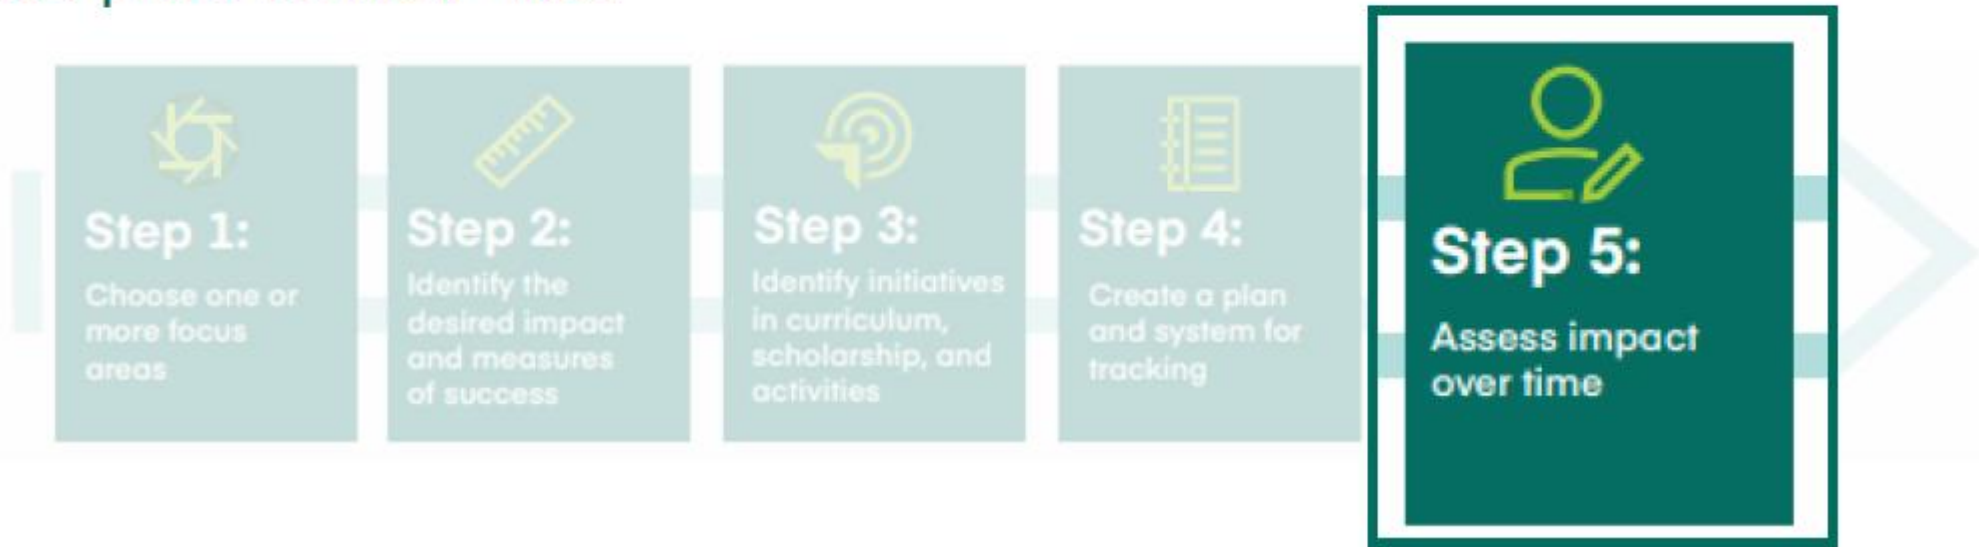 Step 1:
Choose one or
more focus
areas
Step 2:
Identify the
desired impact
and measures
of success
Step 3:
Identify initiatives
in curriculum,
scholarship, and
activities
Step 4:
Create a plan
and system for
tracking
Step 5:
Assess impact
over time